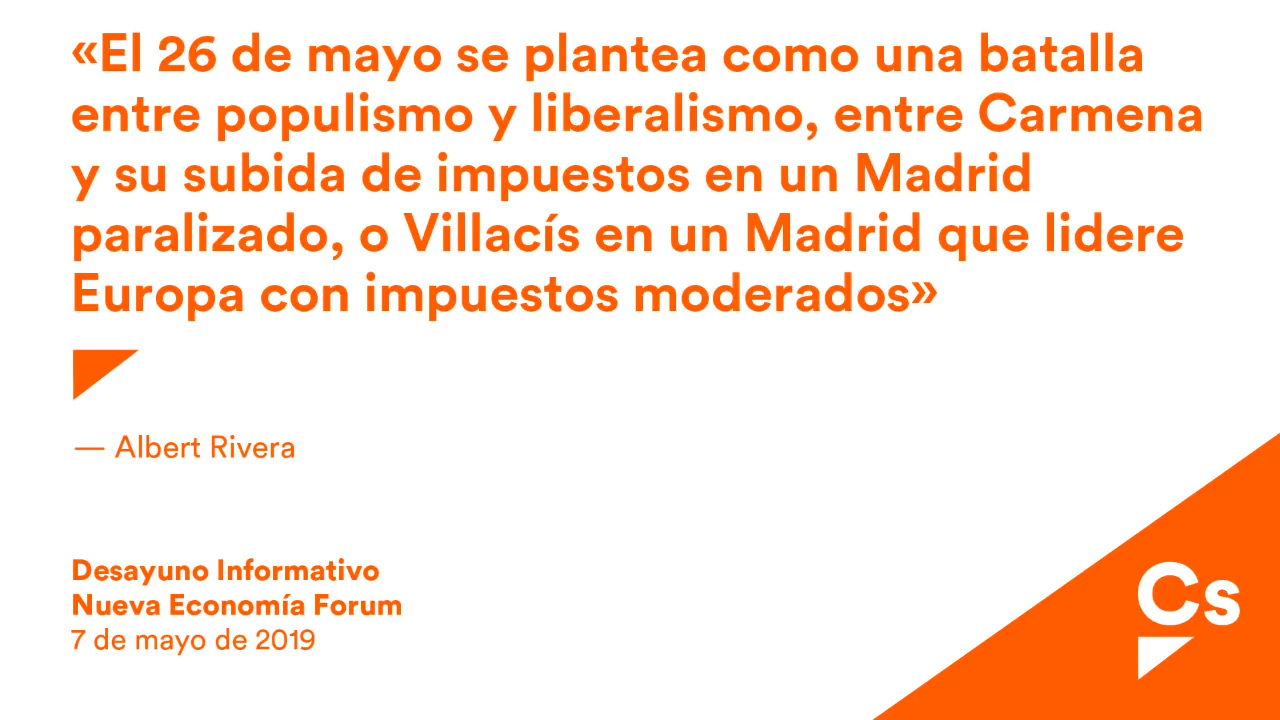 «El 26 de mayo se plantea como una batalla
entre populismo y liberalismo, entre Carmena
y su subida de impuestos en un Madrid
paralizado, o Villacís en un Madrid que lidere
Europa con impuestos moderados»
— Albert Rivera
Desayuno Informativo
Nueva Economía Forum
7 de mayo de 2019
Cs